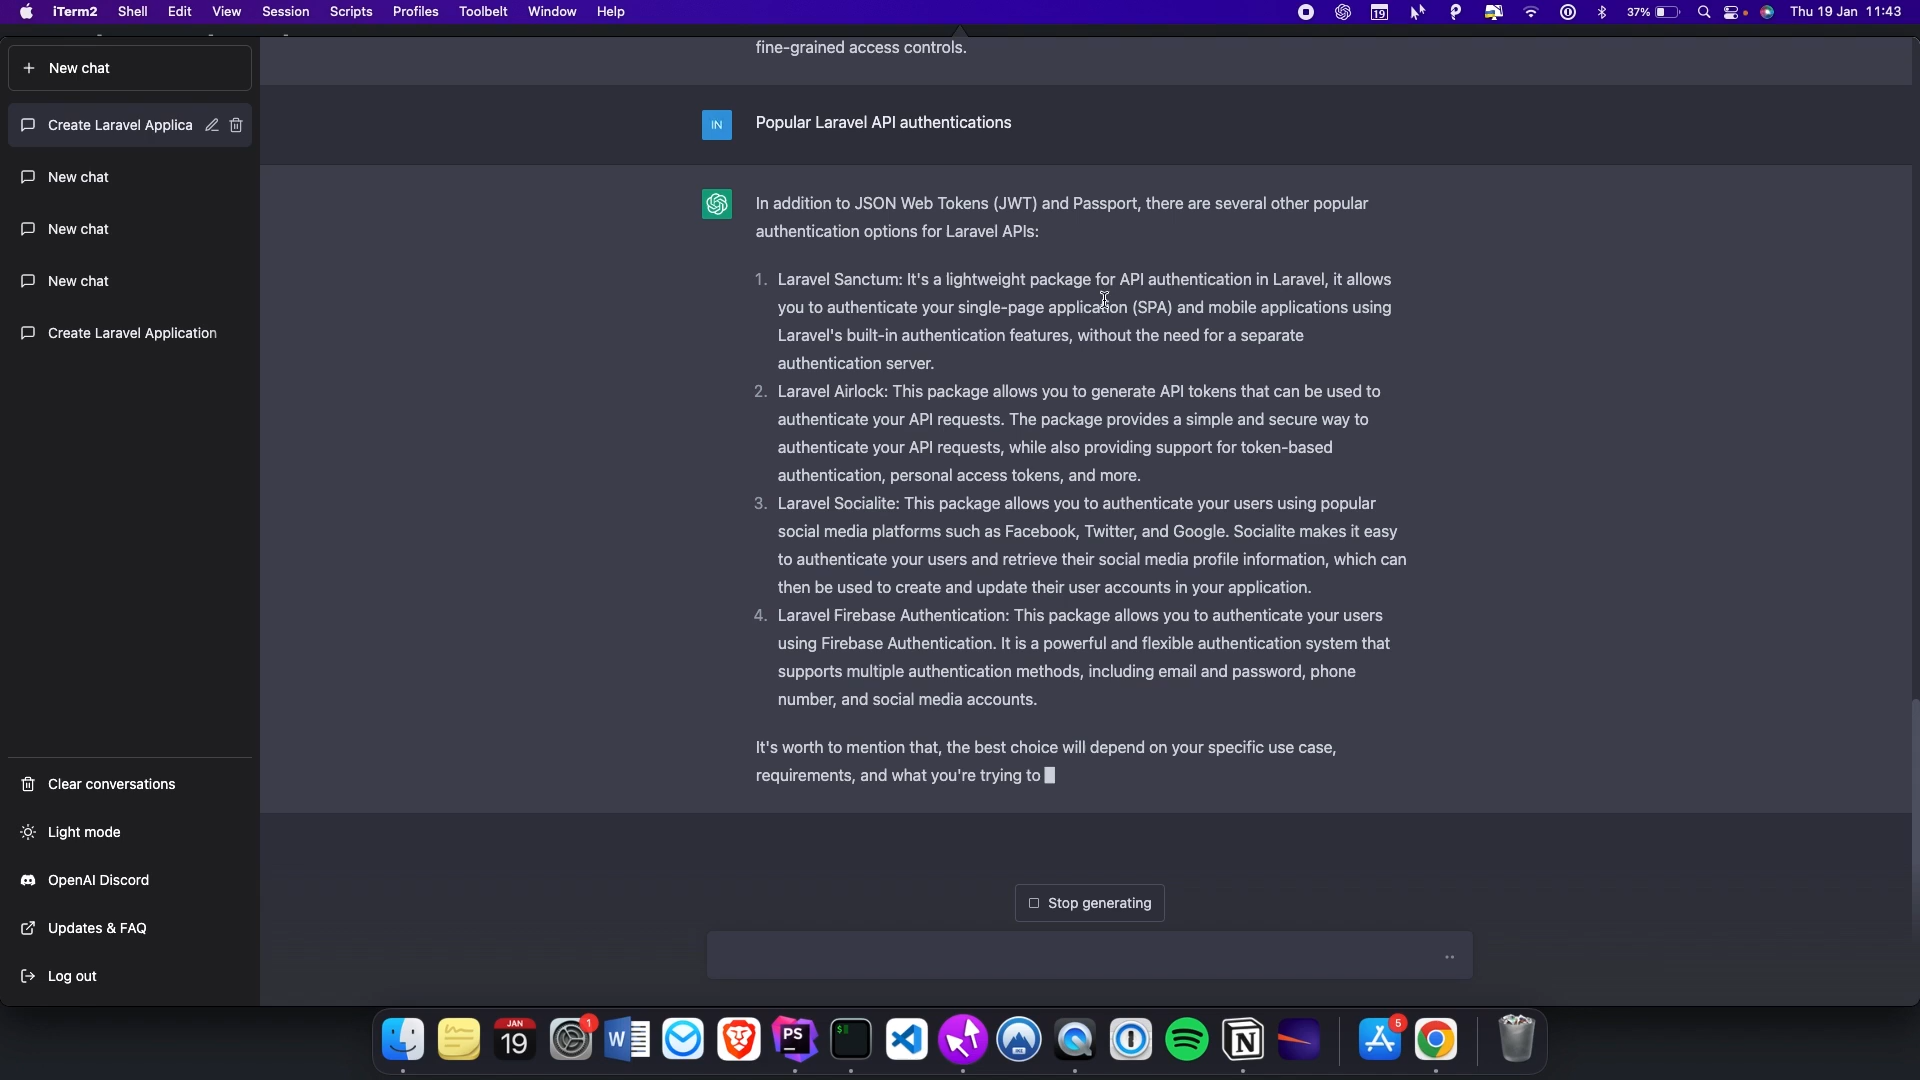 iTerm2 Shell Edit View Session Scripts Profiles Toolbelt Window Help 19 37% Thu 19 Jan 11:43
New chat
Create Laravel Applica
New chat
New chat
New chat
Create Laravel Application
Clear conversations
Light mode
OpenAI Discord
Updates & FAQ
Log out
fine-grained access controls.
IN Popular Laravel API authentications
In addition to JSON Web Tokens (JWT) and Passport, there are several other popular
authentication options for Laravel APIs:
1. Laravel Sanctum: It's a lightweight package for API authentication in Laravel, it allows
you to authenticate your single-page application (SPA) and mobile applications using
Laravel's built-in authentication features, without the need for a separate
authentication server.
2. Laravel Airlock: This package allows you to generate API tokens that can be used to
authenticate your API requests. The package provides a simple and secure way to
authenticate your API requests, while also providing support for token-based
authentication, personal access tokens, and more.
3. Laravel Socialite: This package allows you to authenticate your users using popular
social media platforms such as Facebook, Twitter, and Google. Socialite makes it easy
to authenticate your users and retrieve their social media profile information, which can
then be used to create and update their user accounts in your application.
4. Laravel Firebase Authentication: This package allows you to authenticate your users
using Firebase Authentication. It is a powerful and flexible authentication system that
supports multiple authentication methods, including email and password, phone
number, and social media accounts.
It's worth to mention that, the best choice will depend on your specific use case,
requirements, and what you're trying to
Stop generating
JAN 19 1 W PS $ N 5